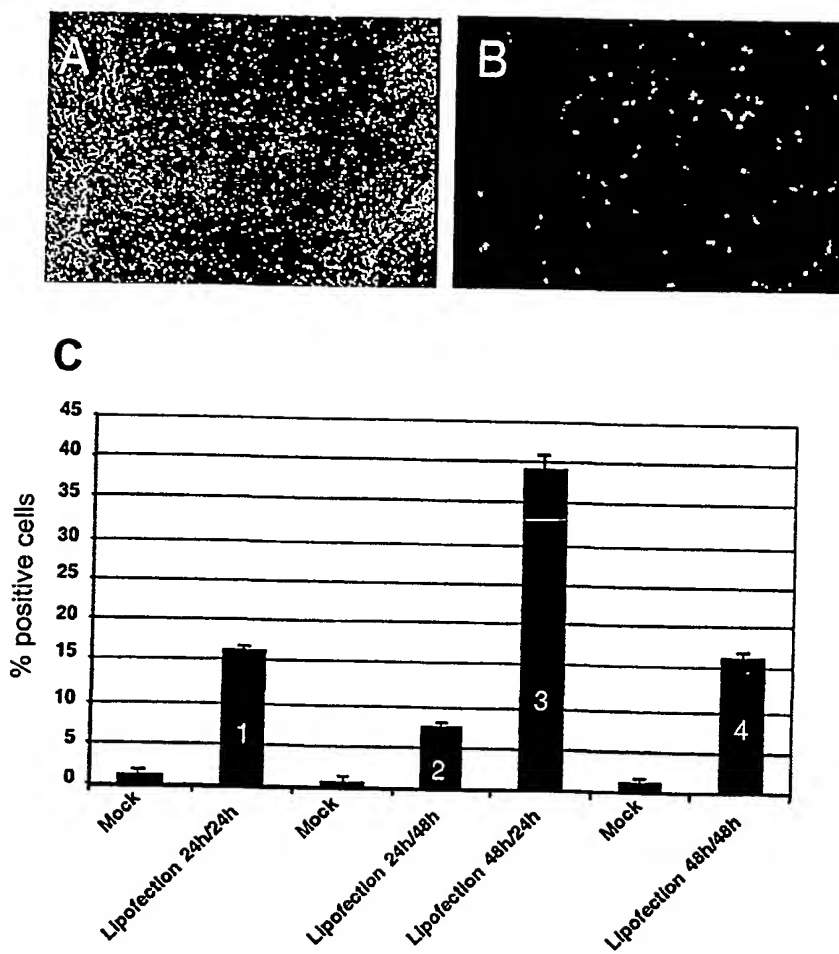 A
B
C
% positive cells
45
40
35
30
25
20
15
10
5
0
1
2
3
4
Mock
Lipofection 24h/24h
Mock
Lipofection 24h/48h
Lipofection 48h/24h
Mock
Lipofection 48h/48h